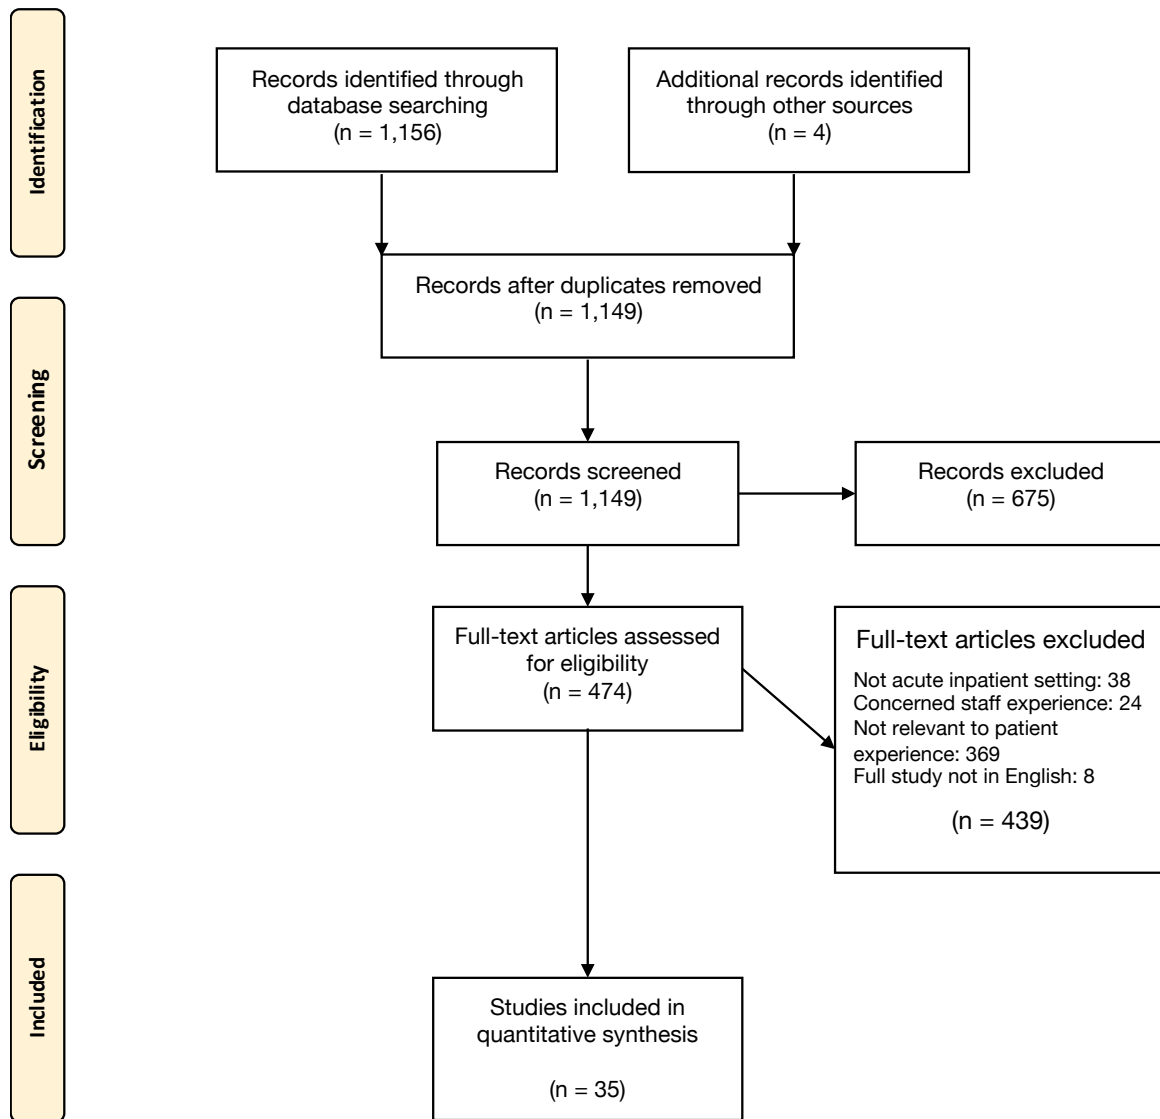 Identification
Records identified through
database searching
(n = 1,156)
Additional records identified
through other sources
(n = 4)
Records after duplicates removed
(n = 1,149)
Screening
Records screened
(n = 1,149)
Records excluded
(n = 675)
Eligibility
Full-text articles assessed
for eligibility
(n = 474)
Full-text articles excluded
Not acute inpatient setting: 38
Concerned staff experience: 24
Not relevant to patient
experience: 369
Full study not in English: 8
(n = 439)
Included
Studies included in
quantitative synthesis
(n = 35)